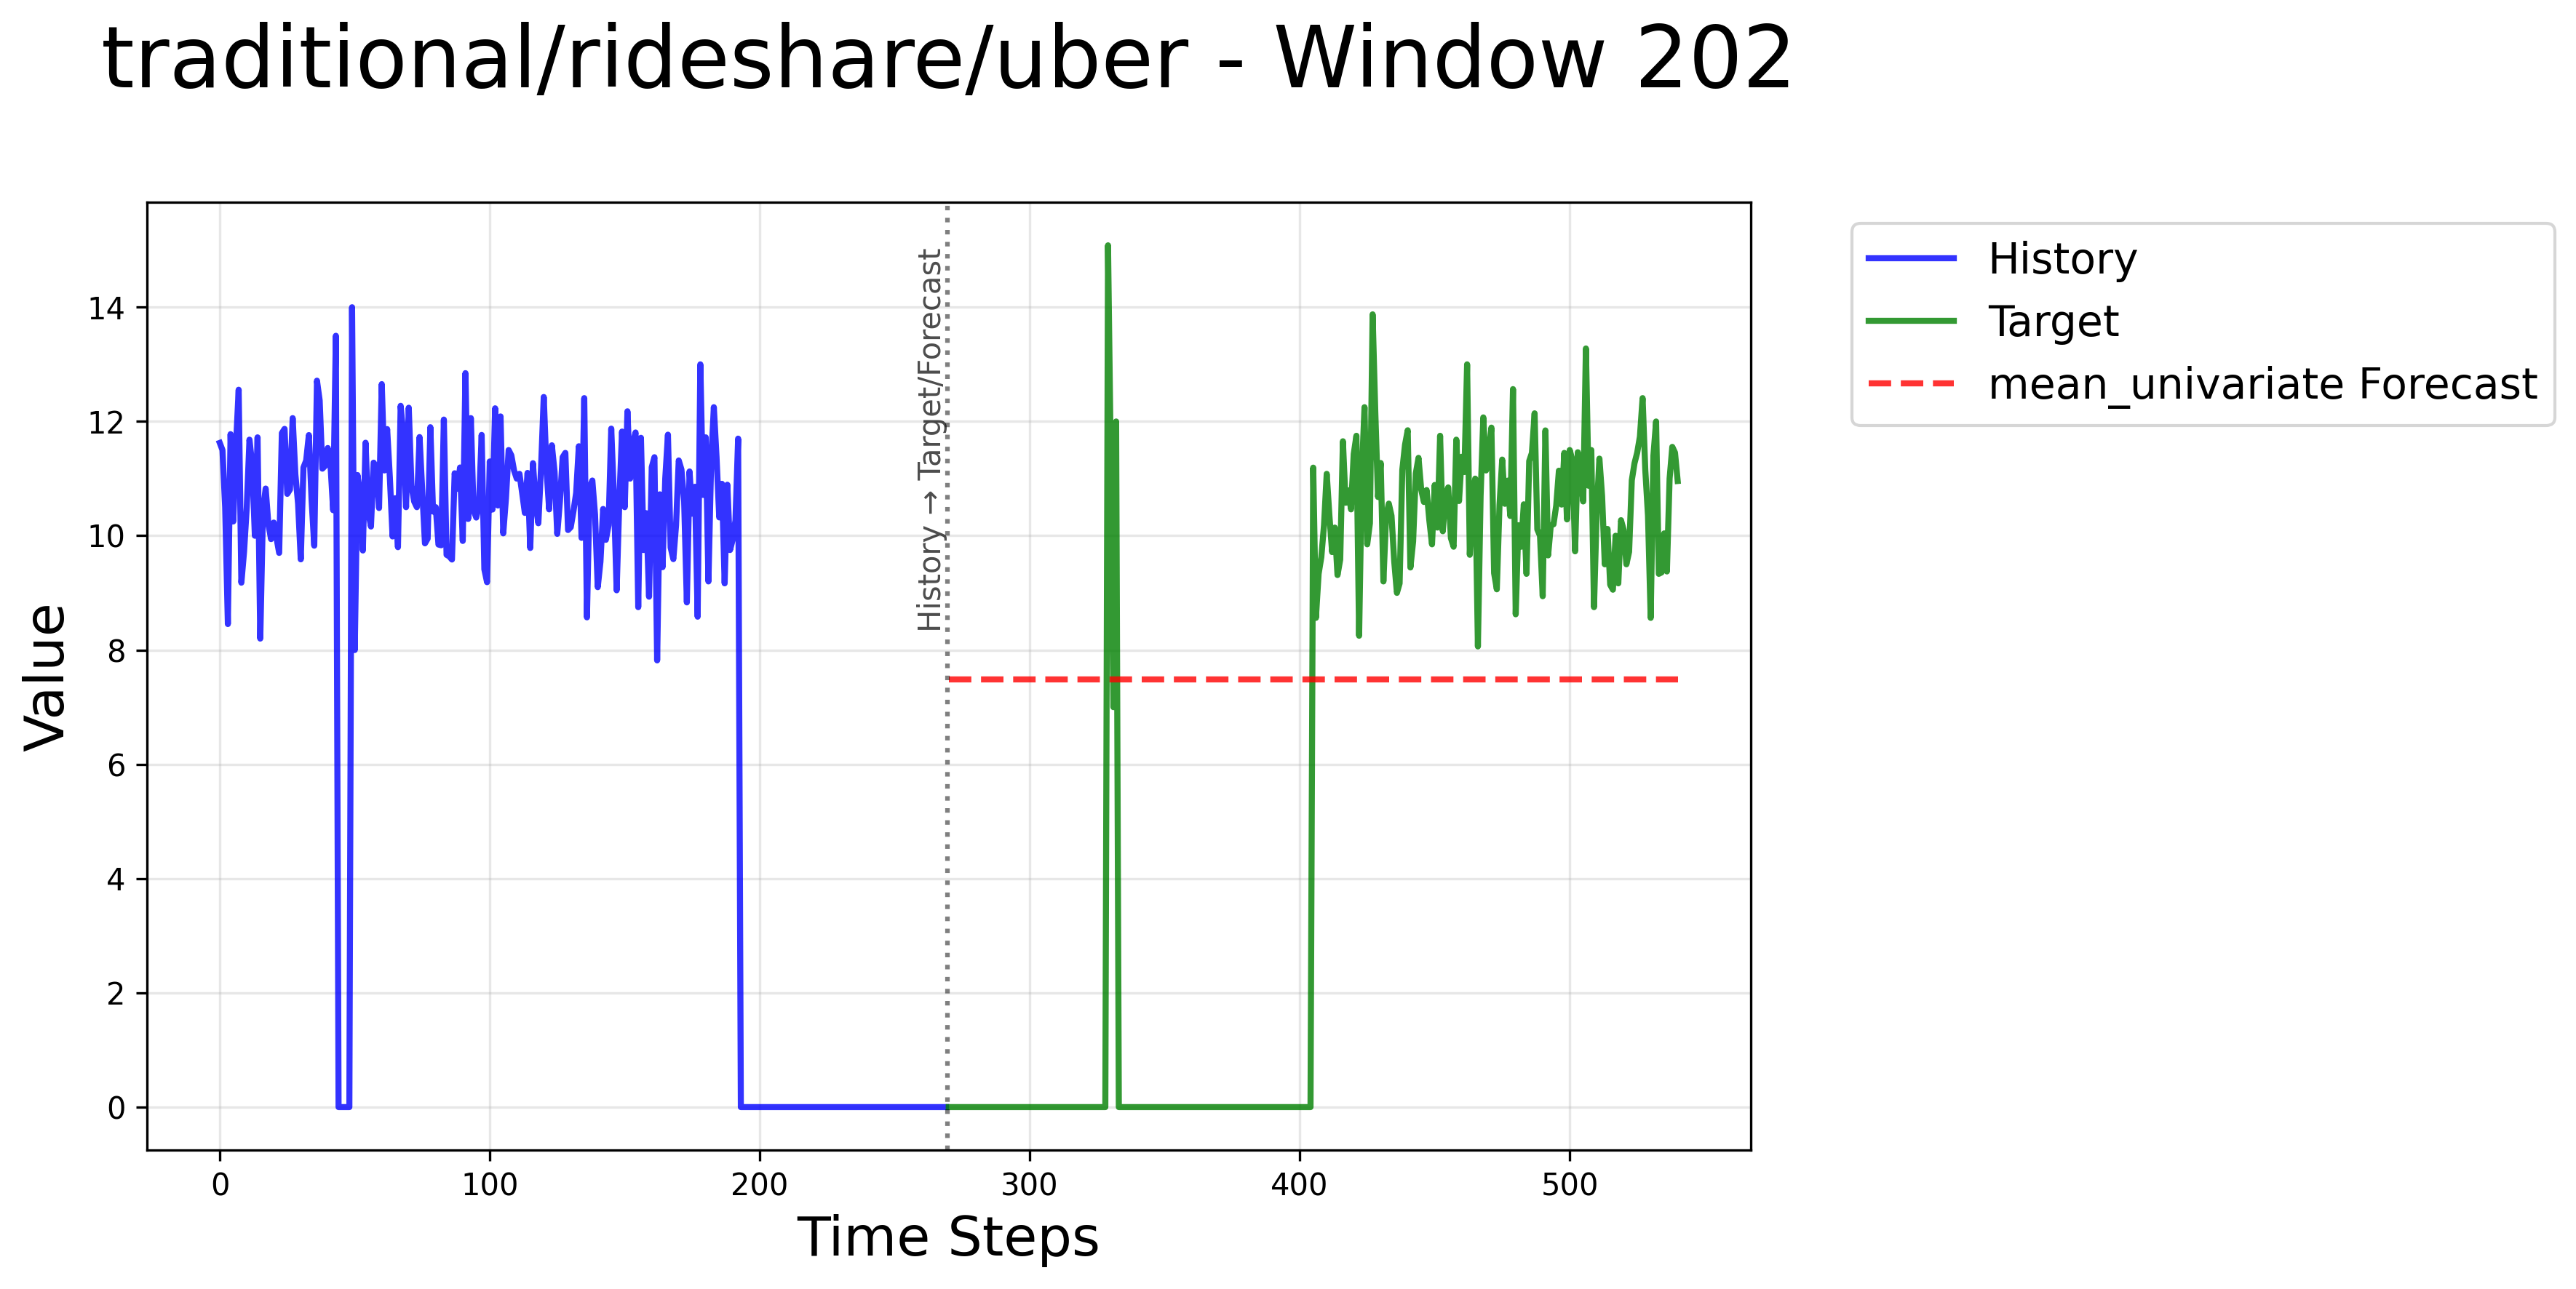 traditional/rideshare/uber - Window 202
History
Target
mean_univariate Forecast
History → Target/Forecast
Value
14
12
10
8
6
4
2
0
0 100 200 300 400 500
Time Steps